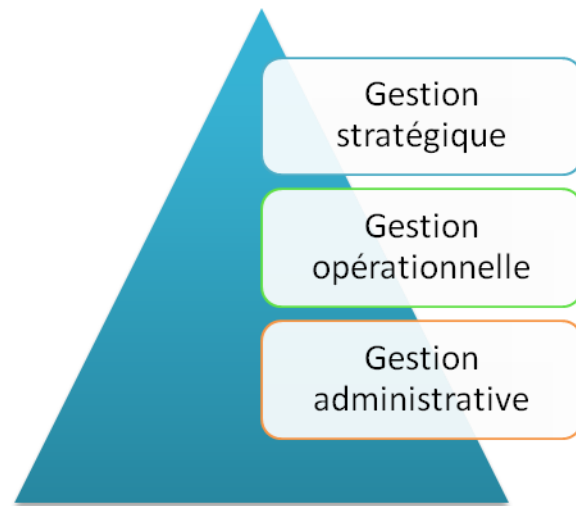 Gestion
stratégique
Gestion
opérationnelle
Gestion
administrative